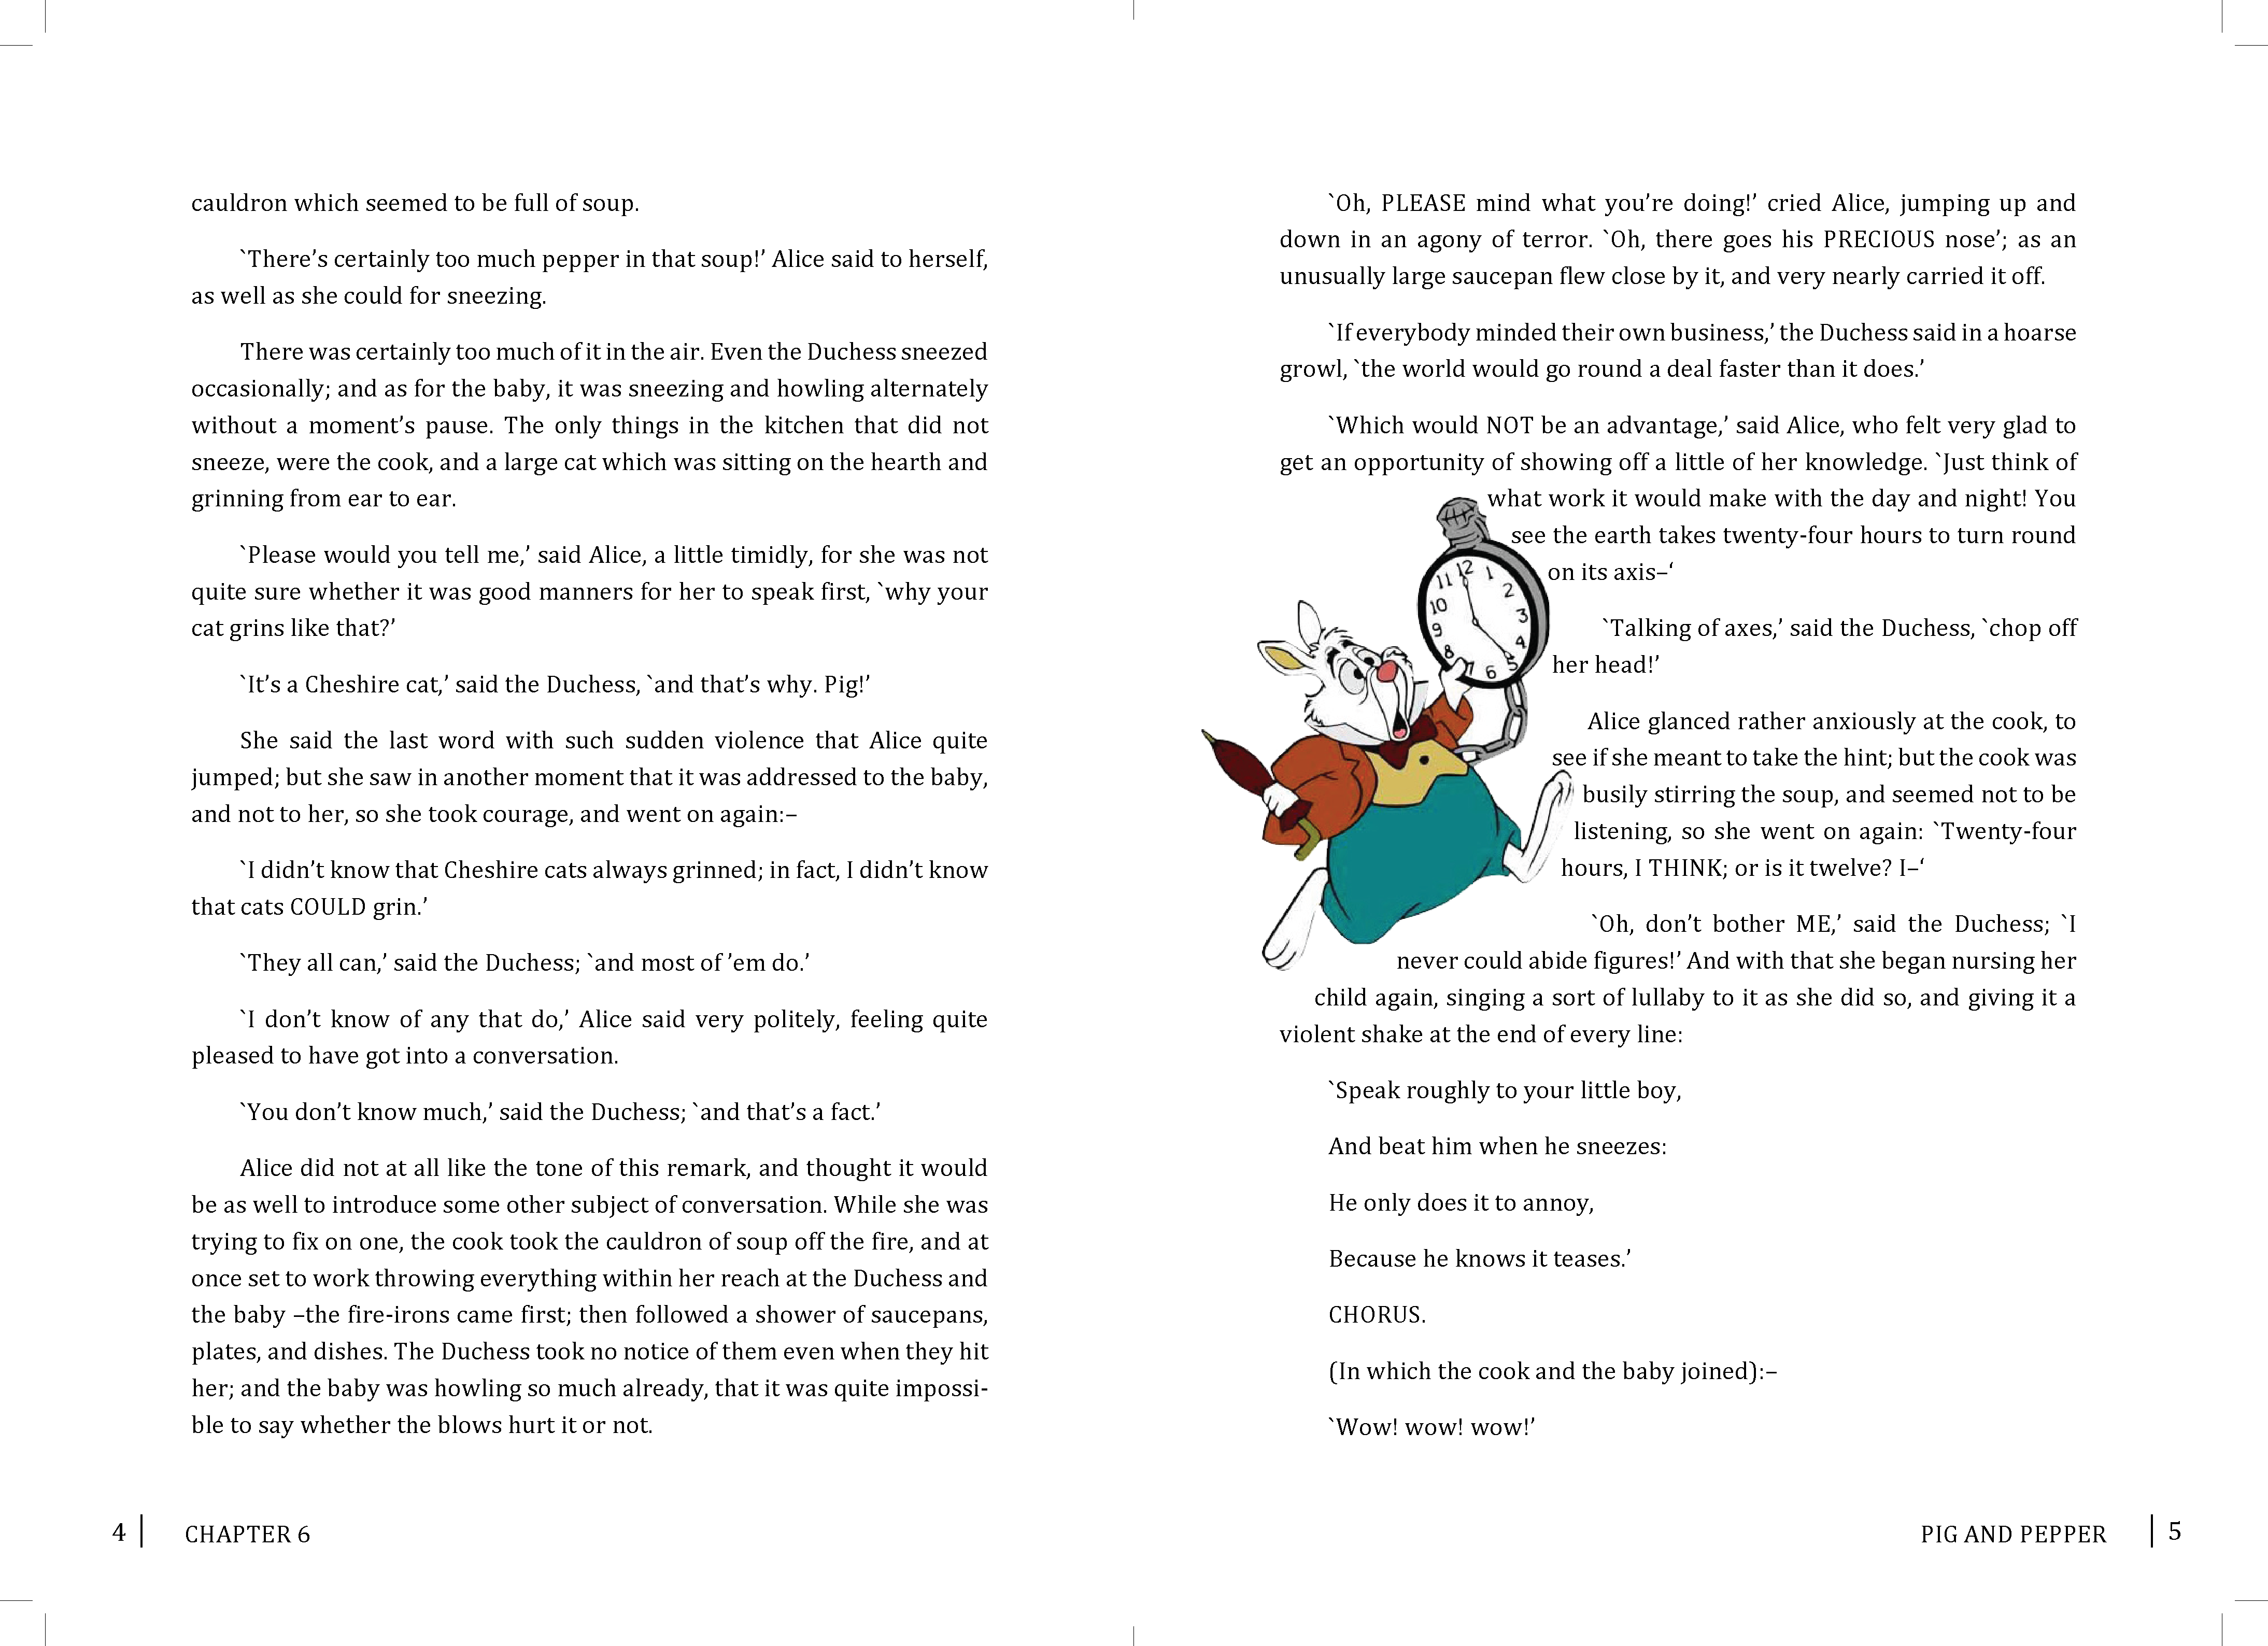 cauldron which seemed to be full of soup.
`There’s certainly too much pepper in that soup!’ Alice said to herself,
as well as she could for sneezing.
There was certainly too much of it in the air. Even the Duchess sneezed
occasionally; and as for the baby, it was sneezing and howling alternately
without a moment’s pause. The only things in the kitchen that did not
sneeze, were the cook, and a large cat which was sitting on the hearth and
grinning from ear to ear.
`Please would you tell me,’ said Alice, a little timidly, for she was not
quite sure whether it was good manners for her to speak first, `why your
cat grins like that?’
`It’s a Cheshire cat,’ said the Duchess, `and that’s why. Pig!’
She said the last word with such sudden violence that Alice quite
jumped; but she saw in another moment that it was addressed to the baby,
and not to her, so she took courage, and went on again:–
`I didn’t know that Cheshire cats always grinned; in fact, I didn’t know
that cats COULD grin.’
`They all can,’ said the Duchess; `and most of ’em do.’
`I don’t know of any that do,’ Alice said very politely, feeling quite
pleased to have got into a conversation.
`You don’t know much,’ said the Duchess; `and that’s a fact.’
Alice did not at all like the tone of this remark, and thought it would
be as well to introduce some other subject of conversation. While she was
trying to fix on one, the cook took the cauldron of soup off the fire, and at
once set to work throwing everything within her reach at the Duchess and
the baby –the fire-irons came first; then followed a shower of saucepans,
plates, and dishes. The Duchess took no notice of them even when they hit
her; and the baby was howling so much already, that it was quite impossi-
ble to say whether the blows hurt it or not.
4 CHAPTER 6
`Oh, PLEASE mind what you’re doing!’ cried Alice, jumping up and
down in an agony of terror. `Oh, there goes his PRECIOUS nose’; as an
unusually large saucepan flew close by it, and very nearly carried it off.
`If everybody minded their own business,’ the Duchess said in a hoarse
growl, `the world would go round a deal faster than it does.’
`Which would NOT be an advantage,’ said Alice, who felt very glad to
get an opportunity of showing off a little of her knowledge. `Just think of
what work it would make with the day and night! You
see the earth takes twenty-four hours to turn round
on its axis–‘
`Talking of axes,’ said the Duchess, `chop off
her head!’
Alice glanced rather anxiously at the cook, to
see if she meant to take the hint; but the cook was
busily stirring the soup, and seemed not to be
listening, so she went on again: `Twenty-four
hours, I THINK; or is it twelve? I–‘
`Oh, don’t bother ME,’ said the Duchess; `I
never could abide figures!’ And with that she began nursing her
child again, singing a sort of lullaby to it as she did so, and giving it a
violent shake at the end of every line:
`Speak roughly to your little boy,
And beat him when he sneezes:
He only does it to annoy,
Because he knows it teases.’
CHORUS.
(In which the cook and the baby joined):–
`Wow! wow! wow!’
PIG AND PEPPER 5
12 1 2 3 4 5 6 7 8 9 10 11